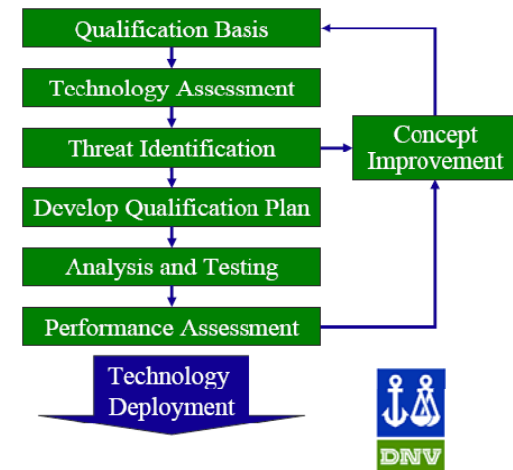 Qualification Basis
Technology Assessment
Threat Identification
Concept
Improvement
Develop Qualification Plan
Analysis and Testing
Performance Assessment
Technology
Deployment
DNV